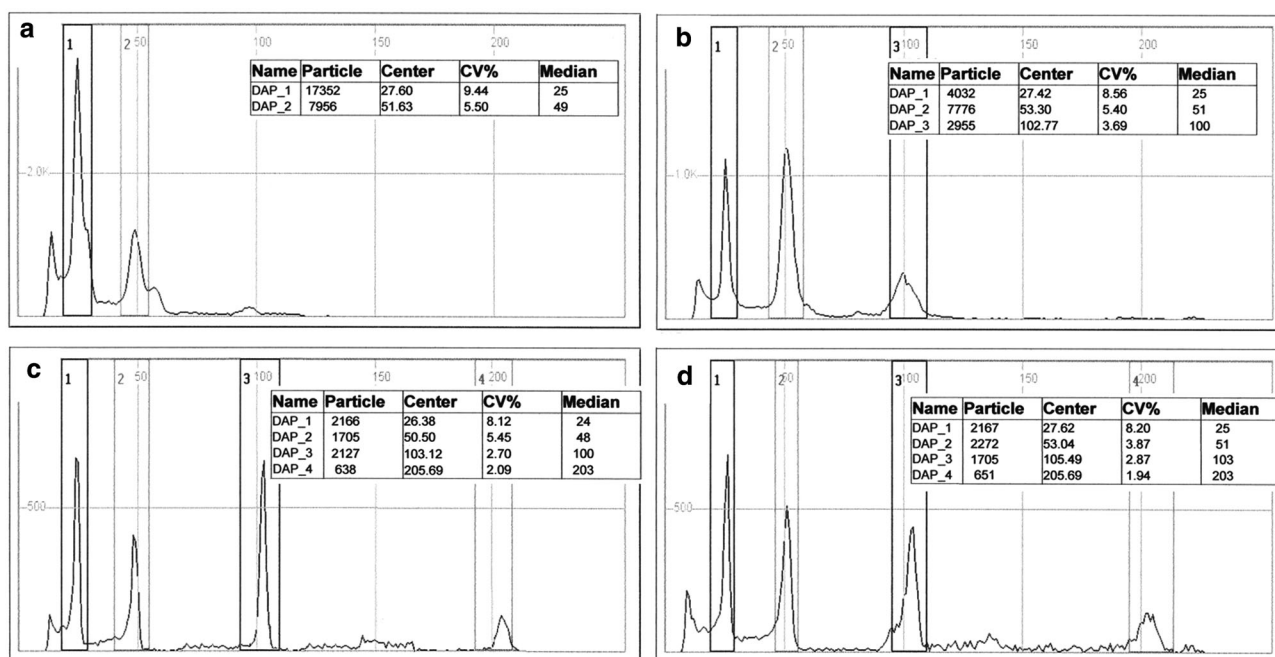 a
1 2 50 100 150 200
Name Particle Center CV% Median
DAP_1 17352 27.60 9.44 25
DAP_2 7956 51.63 5.50 49
2.0K
b
1 2 50 3 100 150 200
Name Particle Center CV% Median
DAP_1 4032 27.42 8.56 25
DAP_2 7776 53.30 5.40 51
DAP_3 2955 102.77 3.69 100
1.0K
c
1 2 50 3 100 150 4 200
Name Particle Center CV% Median
DAP_1 2166 26.38 8.12 24
DAP_2 1705 50.50 5.45 48
DAP_3 2127 103.12 2.70 100
DAP_4 638 205.69 2.09 203
500
d
1 2 50 3 100 150 4 200
Name Particle Center CV% Median
DAP_1 2167 27.62 8.20 25
DAP_2 2272 53.04 3.87 51
DAP_3 1705 105.49 2.87 103
DAP_4 651 205.69 1.94 203
500